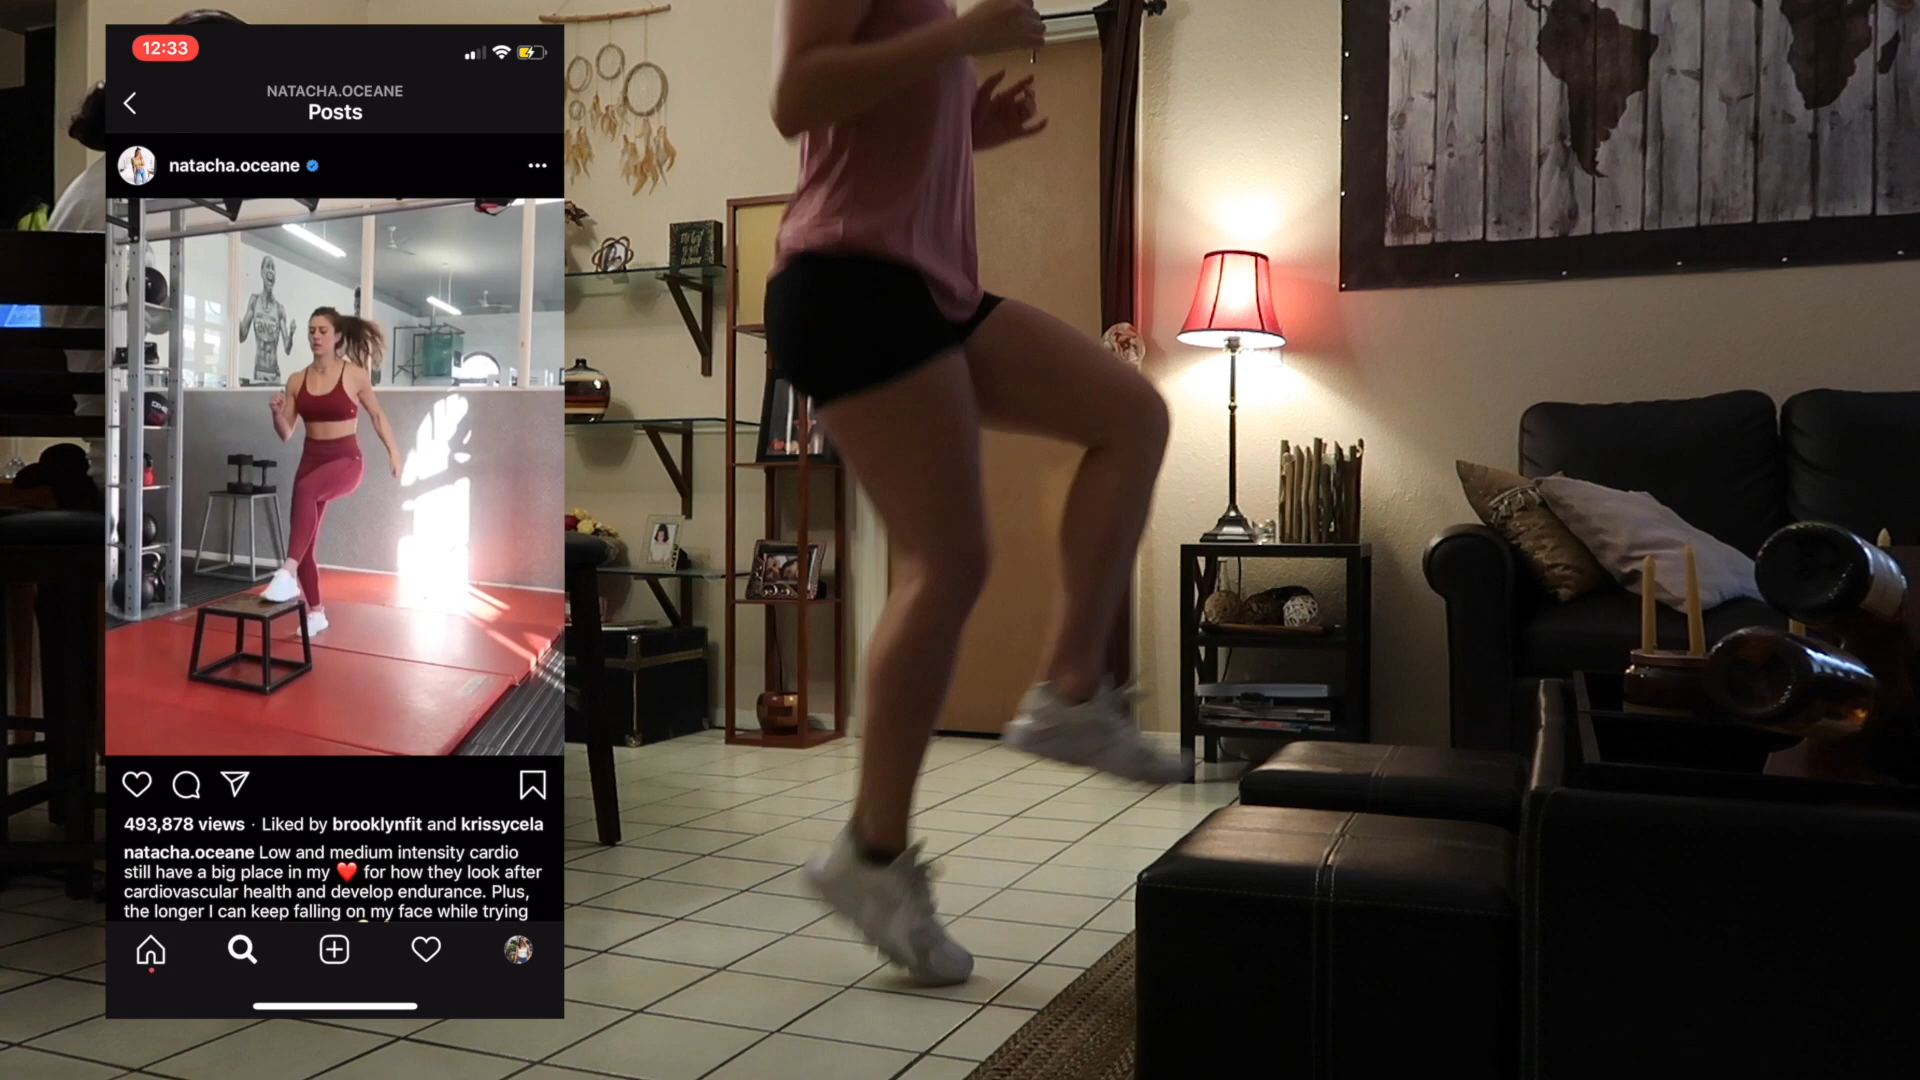 12:33
NATACHA.OCEANE
Posts
natacha.oceane
493,878 views · Liked by brooklynfit and krissycela
natacha.oceane Low and medium intensity cardio
still have a big place in my ❤️ for how they look after
cardiovascular health and develop endurance. Plus,
the longer I can keep falling on my face while trying